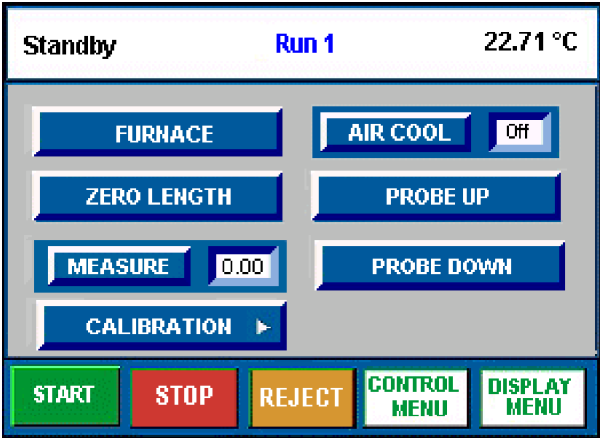 Standby Run 1 22.71 °C
FURNACE
AIR COOL Off
ZERO LENGTH
PROBE UP
MEASURE 0.00
PROBE DOWN
CALIBRATION
START STOP REJECT CONTROL MENU DISPLAY MENU